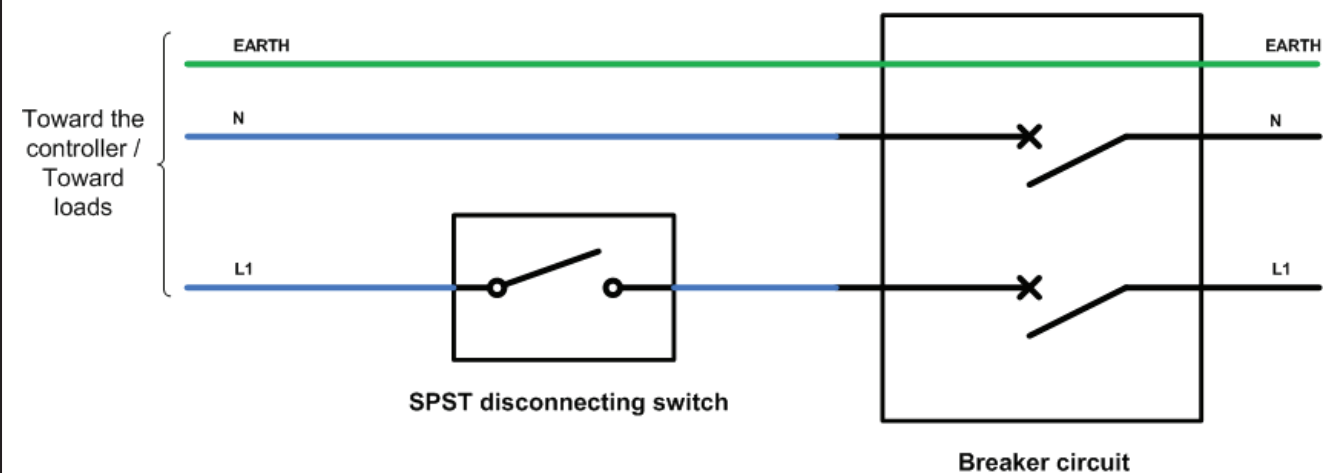 EARTH
EARTH
N
N
Toward the
controller /
Toward
loads
L1
L1
SPST disconnecting switch
Breaker circuit